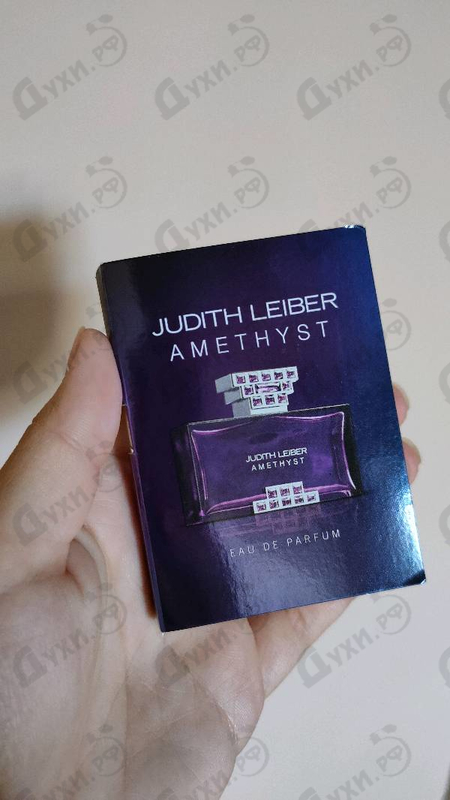 JUDITH LEIBER
AMETHYST
JUDITH LEIBER
AMETHYST
EAU DE PARFUM
Духи.рф